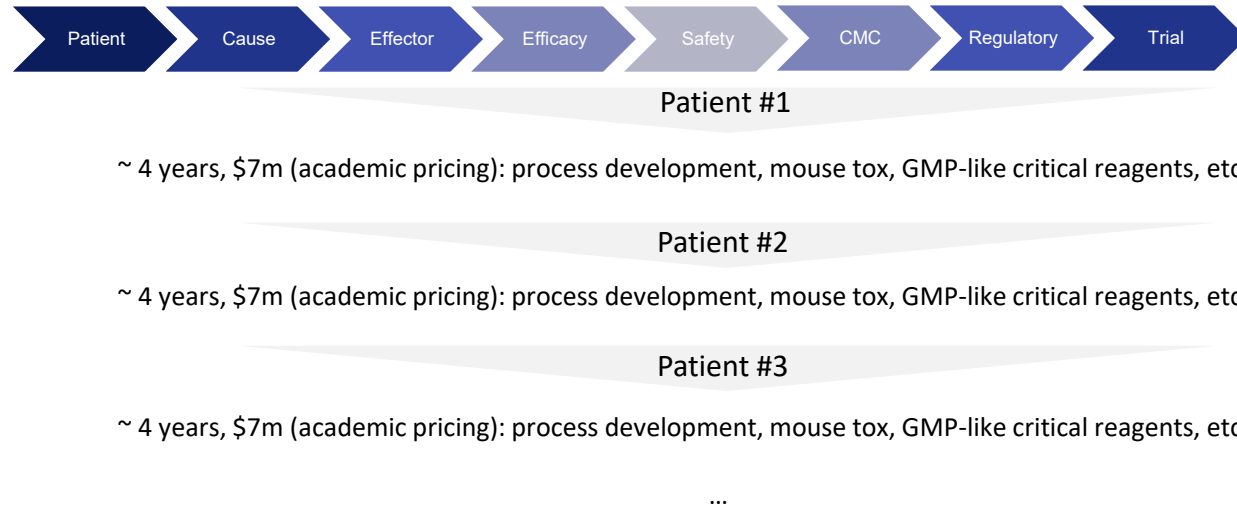 Patient Cause Effector Efficacy Safety CMC Regulatory Trial
Patient #1
~ 4 years, $7m (academic pricing): process development, mouse tox, GMP-like critical reagents, etc
Patient #2
~ 4 years, $7m (academic pricing): process development, mouse tox, GMP-like critical reagents, etc
Patient #3
~ 4 years, $7m (academic pricing): process development, mouse tox, GMP-like critical reagents, etc
...